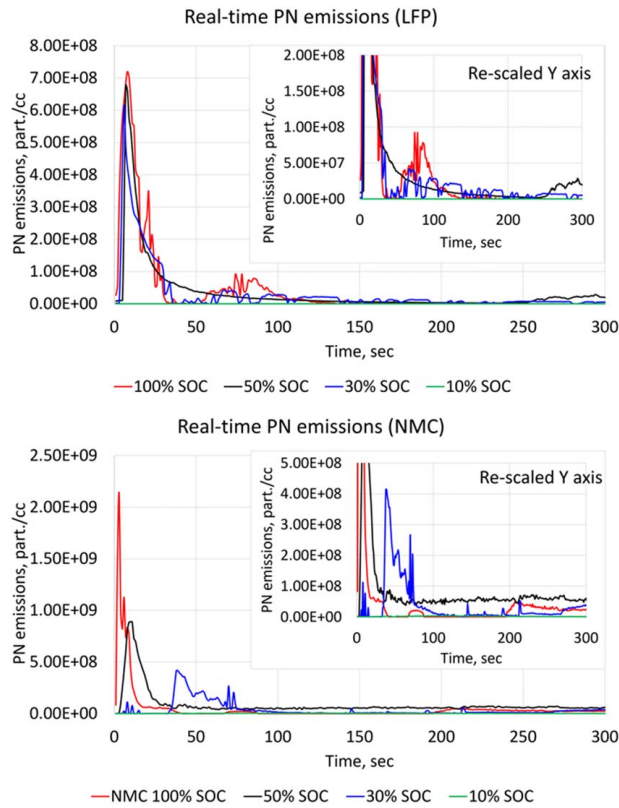 Real-time PN emissions (LFP)
PN emissions, part./cc
8.00E+08
7.00E+08
6.00E+08
5.00E+08
4.00E+08
3.00E+08
2.00E+08
1.00E+08
0.00E+00
0 50 100 150 200 250 300
Time, sec
Re-scaled Y axis
PN emissions, part./cc
2.00E+08
1.50E+08
1.00E+08
5.00E+07
0.00E+00
0 100 200 300
Time, sec
100% SOC 50% SOC 30% SOC 10% SOC
Real-time PN emissions (NMC)
PN emissions, part./cc
2.50E+09
2.00E+09
1.50E+09
1.00E+09
5.00E+08
0.00E+00
0 50 100 150 200 250 300
Time, sec
Re-scaled Y axis
PN emissions, part./cc
5.00E+08
4.00E+08
3.00E+08
2.00E+08
1.00E+08
0.00E+00
0 100 200 300
Time, sec
NMC 100% SOC 50% SOC 30% SOC 10% SOC